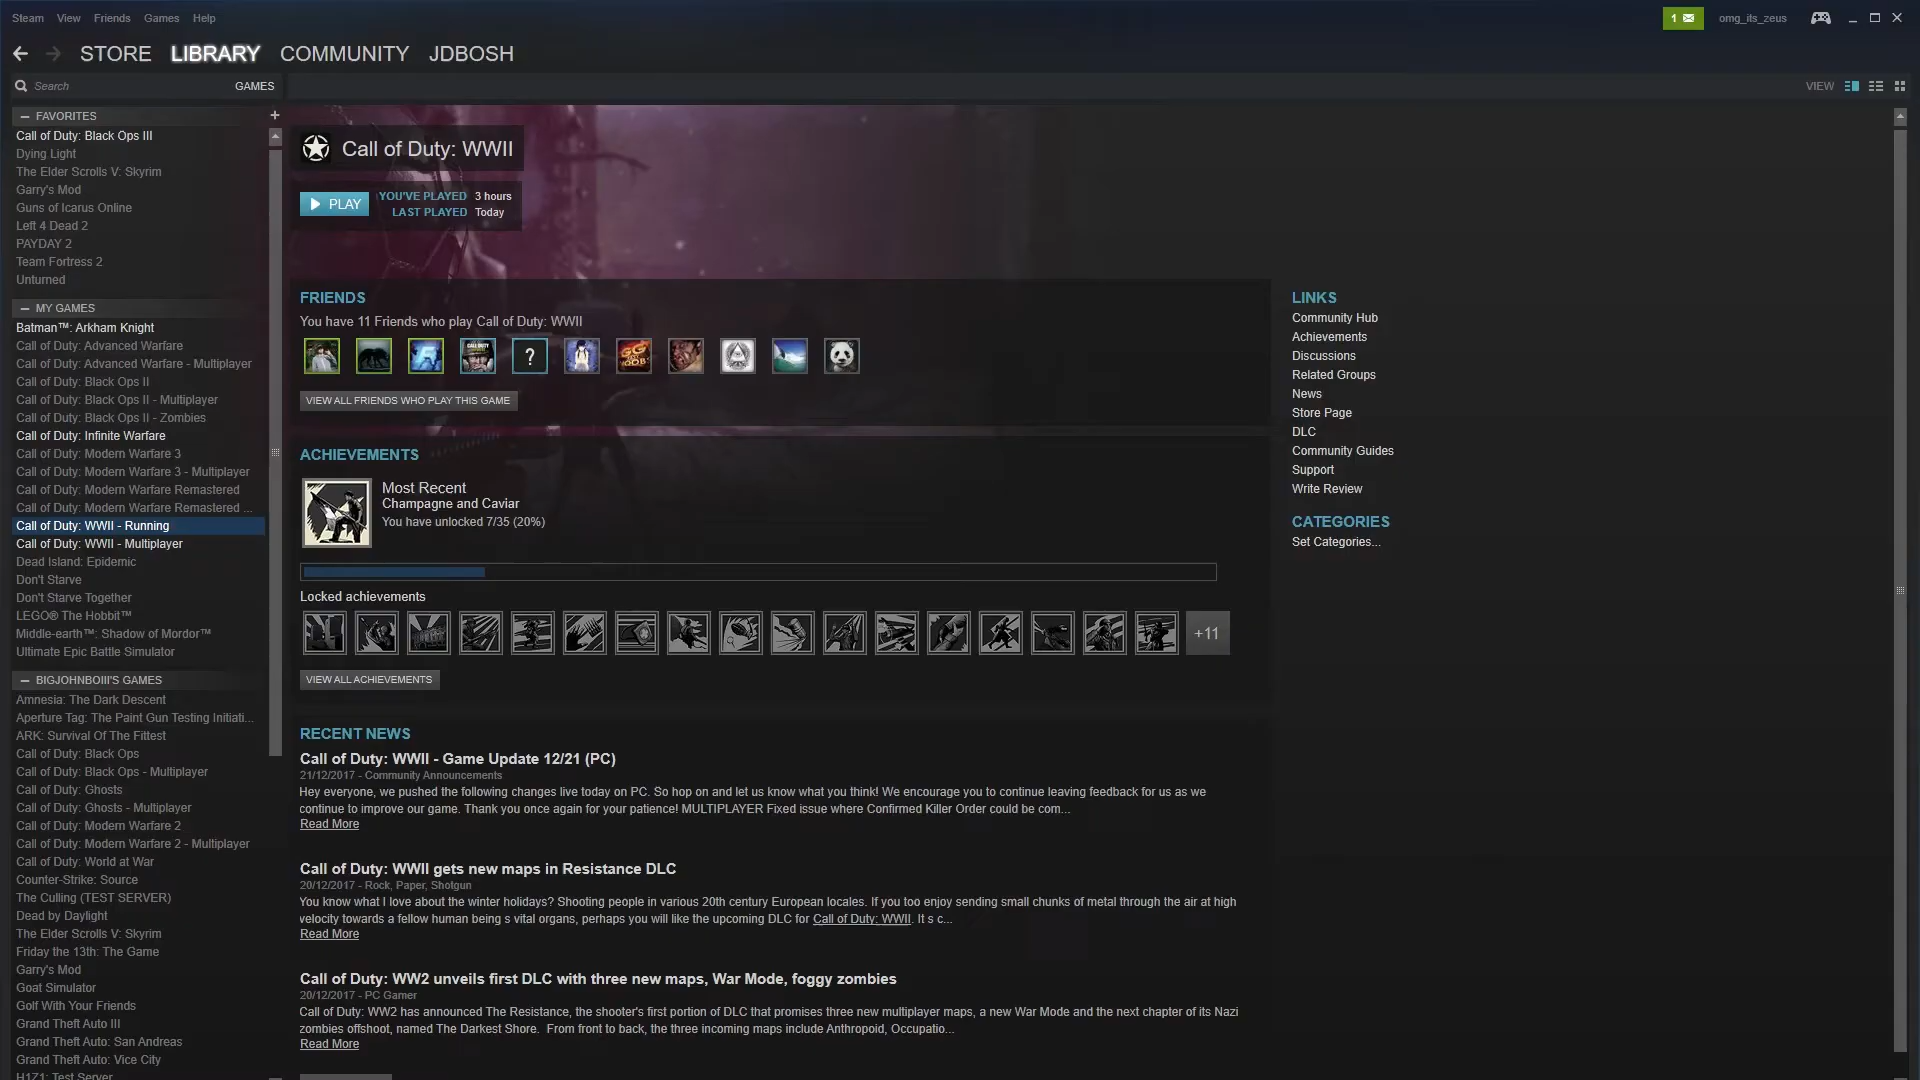 Steam View Friends Games Help
1 omg_its_zeus
STORE LIBRARY COMMUNITY JDBOSH
Search GAMES
VIEW
— FAVORITES +
Call of Duty: Black Ops III
Dying Light
The Elder Scrolls V: Skyrim
Garry's Mod
Guns of Icarus Online
Left 4 Dead 2
PAYDAY 2
Team Fortress 2
Unturned
— MY GAMES
Batman™: Arkham Knight
Call of Duty: Advanced Warfare
Call of Duty: Advanced Warfare - Multiplayer
Call of Duty: Black Ops II
Call of Duty: Black Ops II - Multiplayer
Call of Duty: Black Ops II - Zombies
Call of Duty: Infinite Warfare
Call of Duty: Modern Warfare 3
Call of Duty: Modern Warfare 3 - Multiplayer
Call of Duty: Modern Warfare Remastered
Call of Duty: Modern Warfare Remastered ...
Call of Duty: WWII - Running
Call of Duty: WWII - Multiplayer
Dead Island: Epidemic
Don't Starve
Don't Starve Together
LEGO® The Hobbit™
Middle-earth™: Shadow of Mordor™
Ultimate Epic Battle Simulator
— BIGJOHNBOIII'S GAMES
Amnesia: The Dark Descent
Aperture Tag: The Paint Gun Testing Initiati...
ARK: Survival Of The Fittest
Call of Duty: Black Ops
Call of Duty: Black Ops - Multiplayer
Call of Duty: Ghosts
Call of Duty: Ghosts - Multiplayer
Call of Duty: Modern Warfare 2
Call of Duty: Modern Warfare 2 - Multiplayer
Call of Duty: World at War
Counter-Strike: Source
The Culling (TEST SERVER)
Dead by Daylight
The Elder Scrolls V: Skyrim
Friday the 13th: The Game
Garry's Mod
Goat Simulator
Golf With Your Friends
Grand Theft Auto III
Grand Theft Auto: San Andreas
Grand Theft Auto: Vice City
H1Z1: Test Server
Call of Duty: WWII
PLAY
YOU'VE PLAYED 3 hours
LAST PLAYED Today
FRIENDS
You have 11 Friends who play Call of Duty: WWII
?
VIEW ALL FRIENDS WHO PLAY THIS GAME
ACHIEVEMENTS
Most Recent
Champagne and Caviar
You have unlocked 7/35 (20%)
Locked achievements
+11
VIEW ALL ACHIEVEMENTS
RECENT NEWS
Call of Duty: WWII - Game Update 12/21 (PC)
21/12/2017 - Community Announcements
Hey everyone, we pushed the following changes live today on PC. So hop on and let us know what you think! We encourage you to continue leaving feedback for us as we
continue to improve our game. Thank you once again for your patience! MULTIPLAYER Fixed issue where Confirmed Killer Order could be com...
Read More
Call of Duty: WWII gets new maps in Resistance DLC
20/12/2017 - Rock, Paper, Shotgun
You know what I love about the winter holidays? Shooting people in various 20th century European locales. If you too enjoy sending small chunks of metal through the air at high
velocity towards a fellow human being s vital organs, perhaps you will like the upcoming DLC for Call of Duty: WWII. It s c...
Read More
Call of Duty: WW2 unveils first DLC with three new maps, War Mode, foggy zombies
20/12/2017 - PC Gamer
Call of Duty: WW2 has announced The Resistance, the shooter's first portion of DLC that promises three new multiplayer maps, a new War Mode and the next chapter of its Nazi
zombies offshoot, named The Darkest Shore. From front to back, the three incoming maps include Anthropoid, Occupatio...
Read More
LINKS
Community Hub
Achievements
Discussions
Related Groups
News
Store Page
DLC
Community Guides
Support
Write Review
CATEGORIES
Set Categories...